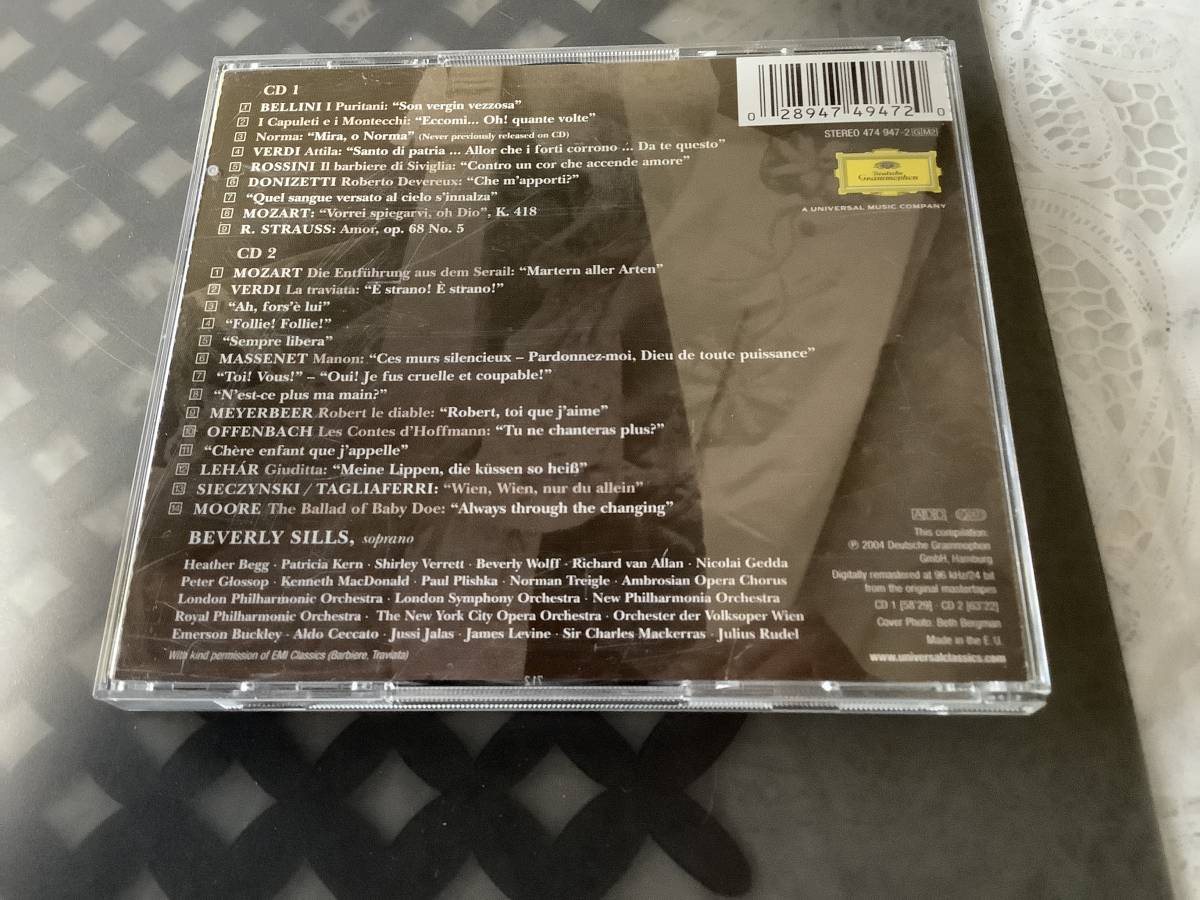 CD 1
1 BELLINI I Puritani: “Son vergin vezzosa”
2 I Capuleti e i Montecchi: “Eccomi... Oh! quante volte”
3 Norma: “Mira, o Norma” (Never previously released on CD)
4 VERDI Attila: “Santo di patria ... Allor che i forti corrono ... Da te questo”
5 ROSSINI Il barbiere di Siviglia: “Contro un cor che accende amore”
6 DONIZETTI Roberto Devereux: “Che m’apporti?”
7 “Quel sangue versato al cielo s’innalza”
8 MOZART: “Vorrei spiegarvi, oh Dio”, K. 418
9 R. STRAUSS: Amor, op. 68 No. 5
CD 2
1 MOZART Die Entführung aus dem Serail: “Martern aller Arten”
2 VERDI La traviata: “È strano! È strano!”
3 “Ah, fors’è lui”
4 “Follie! Follie!”
5 “Sempre libera”
6 MASSENET Manon: “Ces murs silencieux – Pardonnez-moi, Dieu de toute puissance”
7 “Toi! Vous!” – “Oui! Je fus cruelle et coupable!”
8 “N’est-ce plus ma main?”
9 MEYERBEER Robert le diable: “Robert, toi que j’aime”
10 OFFENBACH Les Contes d’Hoffmann: “Tu ne chanteras plus?”
11 “Chère enfant que j’appelle”
12 LEHÁR Giuditta: “Meine Lippen, die küssen so heiß”
13 SIECZYNSKI / TAGLIAFERRI: “Wien, Wien, nur du allein”
14 MOORE The Ballad of Baby Doe: “Always through the changing”
BEVERLY SILLS, soprano
Heather Begg · Patricia Kern · Shirley Verrett · Beverly Wolff · Richard van Allan · Nicolai Gedda
Peter Glossop · Kenneth MacDonald · Paul Plishka · Norman Treigle · Ambrosian Opera Chorus
London Philharmonic Orchestra · London Symphony Orchestra · New Philharmonia Orchestra
Royal Philharmonic Orchestra · The New York City Opera Orchestra · Orchester der Volksoper Wien
Emerson Buckley · Aldo Ceccato · Jussi Jalas · James Levine · Sir Charles Mackerras · Julius Rudel
With kind permission of EMI Classics (Barbiere, Traviata)
712
0 28947 49472 0
STEREO 474 947-2 GM2
Deutsche
Grammophon
A UNIVERSAL MUSIC COMPANY
ADD
This compilation:
℗ 2004 Deutsche Grammophon
GmbH, Hamburg
Digitally remastered at 96 kHz/24 bit
from the original mastertapes
CD 1 [58'29] · CD 2 [63'22]
Cover Photo: Beth Bergman
Made in the E. U.
www.universalclassics.com